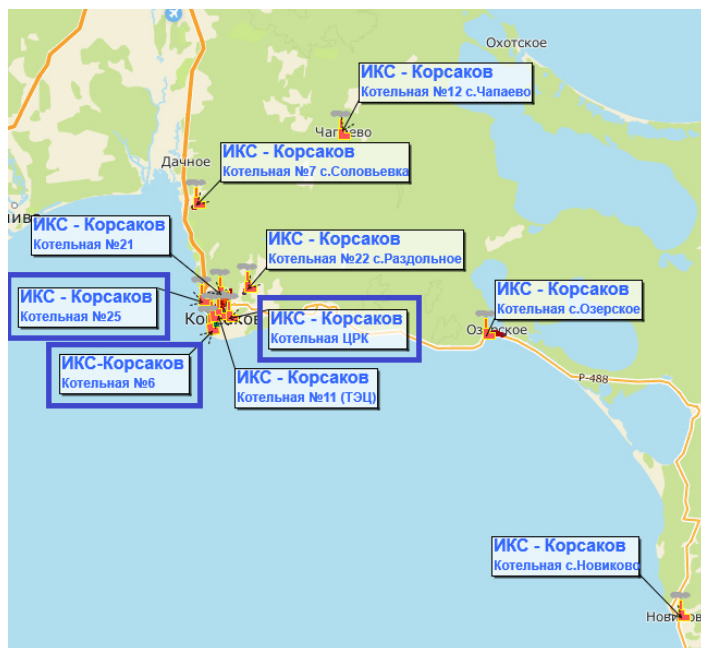 Охотское
ИКС - Корсаков
Котельная №12 с.Чапаево
Дачное
ИКС - Корсаков
Котельная №7 с.Соловьевка
ИКС - Корсаков
Котельная №21
ИКС - Корсаков
Котельная №22 с.Раздольное
ИКС - Корсаков
Котельная №25
ИКС - Корсаков
Котельная ЦРК
ИКС - Корсаков
Котельная с.Озерское
ИКС-Корсаков
Котельная №6
ИКС - Корсаков
Котельная №11 (ТЭЦ)
Р-488
ИКС - Корсаков
Котельная с.Новиково